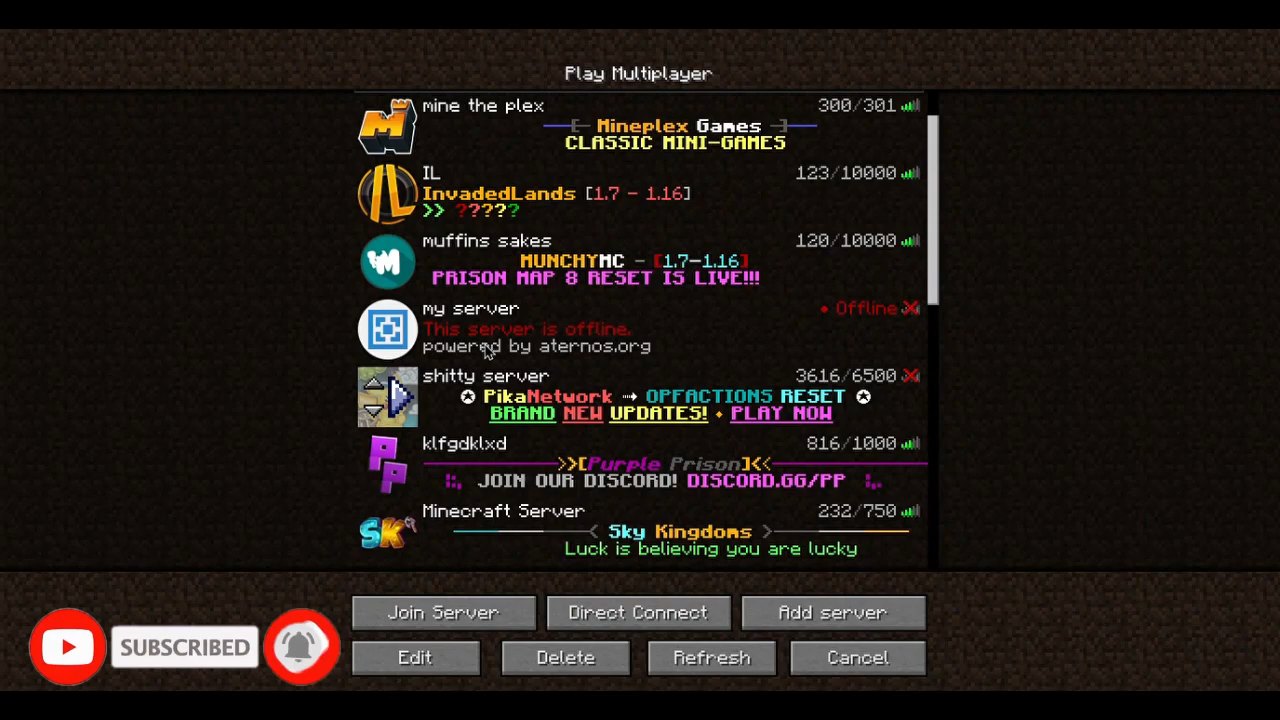 Play Multiplayer
mine the plex 300/301
Mineplex Games
CLASSIC MINI-GAMES
IL 123/10000
InvadedLands [1.7 - 1.16]
>> ?????
muffins sakes 120/10000
MUNCHYMC - [1.7-1.16]
PRISON MAP 8 RESET IS LIVE!!!
my server • Offline
This server is offline.
powered by aternos.org
shitty server 3616/6500
✪ PikaNetwork → OPFACTIONS RESET ✪
BRAND NEW UPDATES! • PLAY NOW
klfgdklxd 816/1000
>>[Purple Prison]<<
JOIN OUR DISCORD! DISCORD.GG/PP
Minecraft Server 232/750
< Sky Kingdoms >
Luck is believing you are lucky
Join Server Direct Connect Add server
SUBSCRIBED
Edit Delete Refresh Cancel